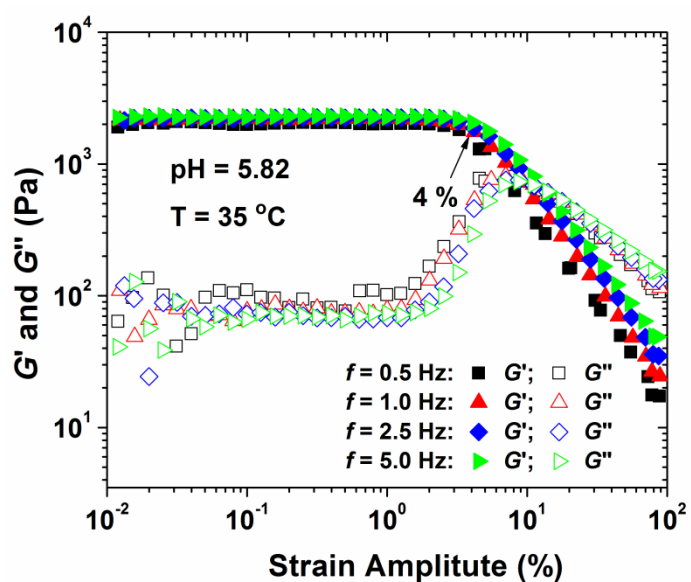 10⁴
10³
10²
10¹
G' and G'' (Pa)
pH = 5.82
T = 35 °C
4 %
f = 0.5 Hz: G'; G''
f = 1.0 Hz: G'; G''
f = 2.5 Hz: G'; G''
f = 5.0 Hz: G'; G''
10⁻² 10⁻¹ 10⁰ 10¹ 10²
Strain Amplitute (%)